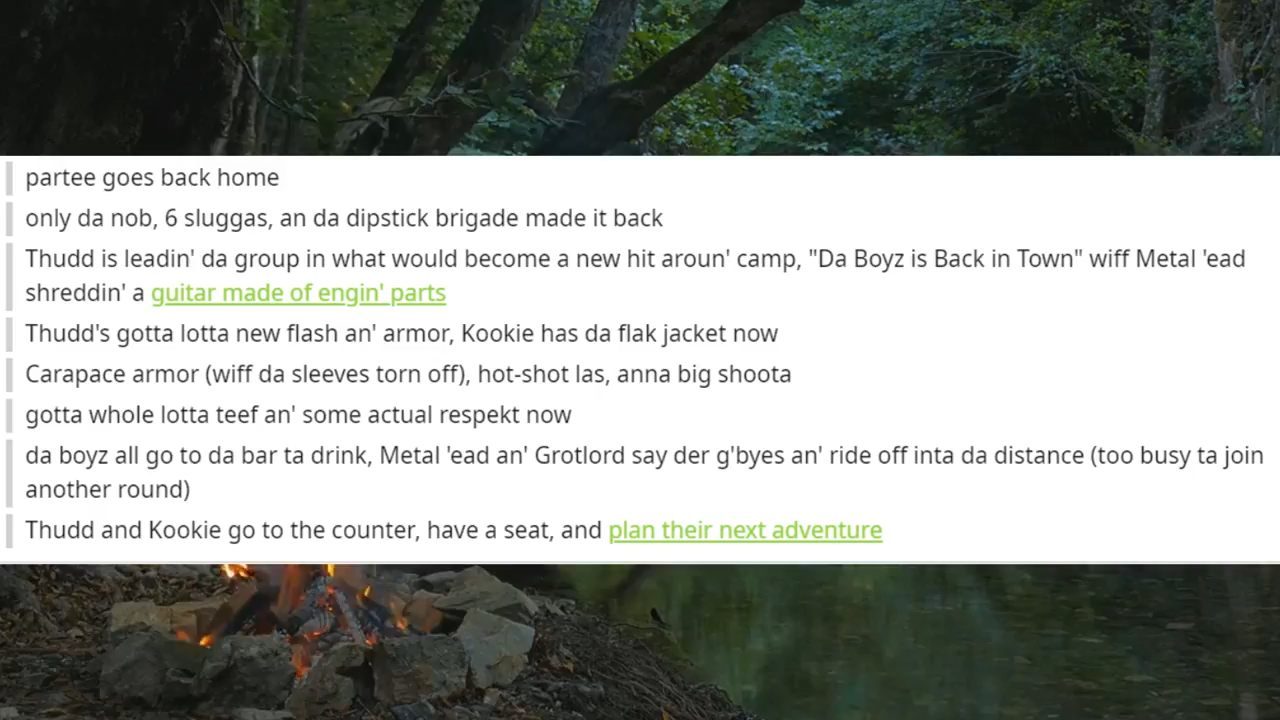 partee goes back home
only da nob, 6 sluggas, an da dipstick brigade made it back
Thudd is leadin' da group in what would become a new hit aroun' camp, "Da Boyz is Back in Town" wiff Metal 'ead
shreddin' a guitar made of engin' parts
Thudd's gotta lotta new flash an' armor, Kookie has da flak jacket now
Carapace armor (wiff da sleeves torn off), hot-shot las, anna big shoota
gotta whole lotta teef an' some actual respekt now
da boyz all go to da bar ta drink, Metal 'ead an' Grotlord say der g'byes an' ride off inta da distance (too busy ta join
another round)
Thudd and Kookie go to the counter, have a seat, and plan their next adventure